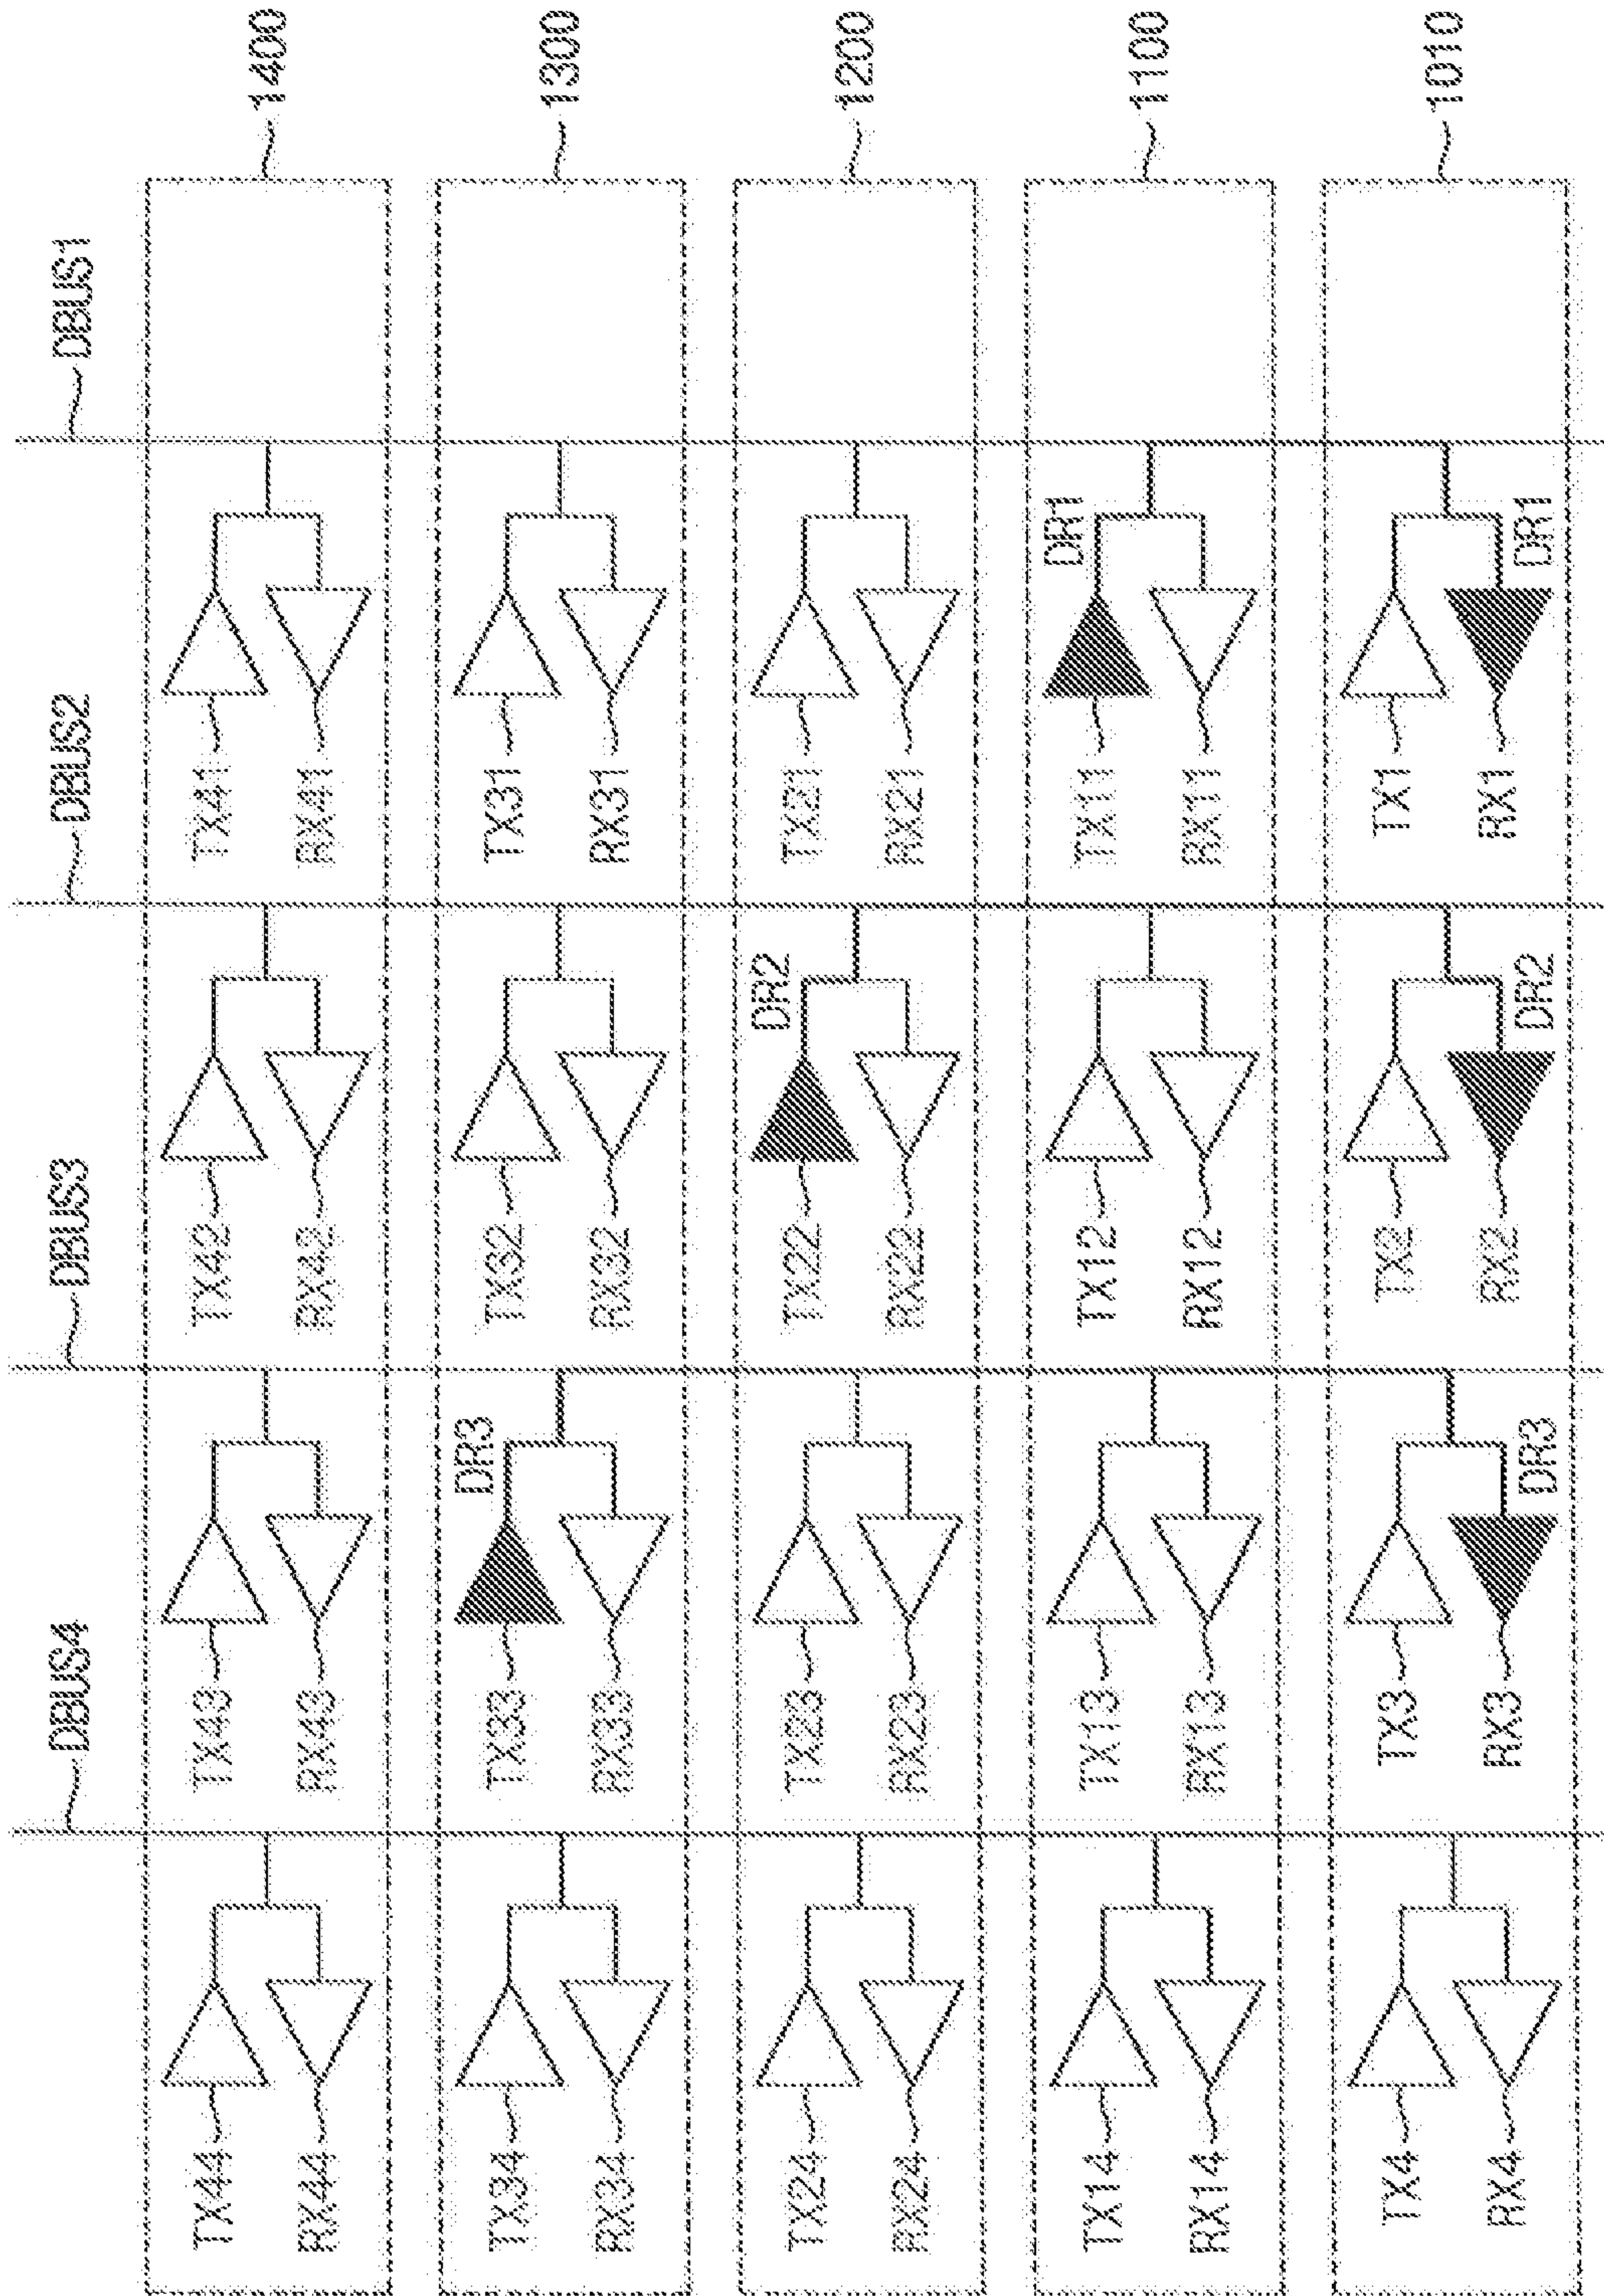 DBUS4
DBUS3
DBUS2
DBUS1
1400
TX44
RX44
TX43
RX43
TX42
RX42
TX41
RX41
1300
TX34
RX34
TX33
RX33
DR3
TX32
RX32
TX31
RX31
1200
TX24
RX24
TX23
RX23
TX22
RX22
DR2
TX21
RX21
1100
TX14
RX14
TX13
RX13
TX12
RX12
TX11
RX11
DR1
1010
TX4
RX4
TX3
RX3
DR3
TX2
RX2
DR2
TX1
RX1
DR1